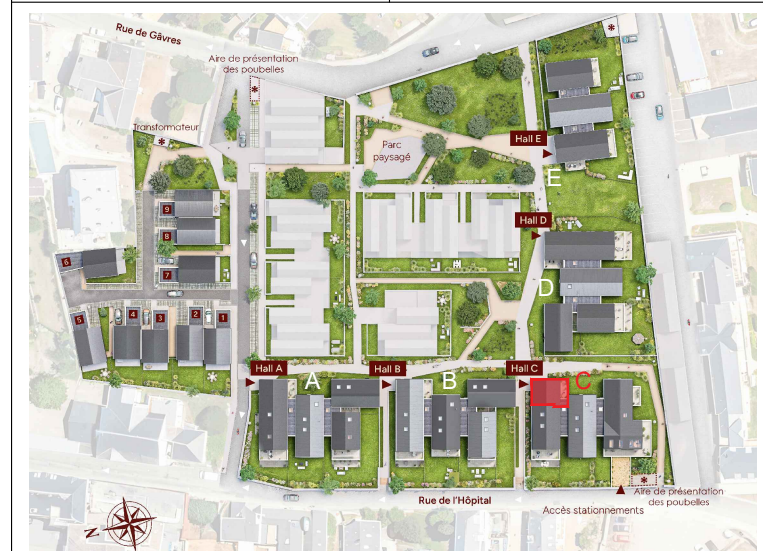 Rue de Gâvres
Aire de présentation
des poubelles
*
*
Transformateur
*
Parc
paysagé
Hall E
E
9
8
7
6
Hall D
D
5
4
3
2
1
Hall A
A
Hall B
B
Hall C
C
*
Aire de présentation
des poubelles
Rue de l'Hôpital
Accès stationnements
N